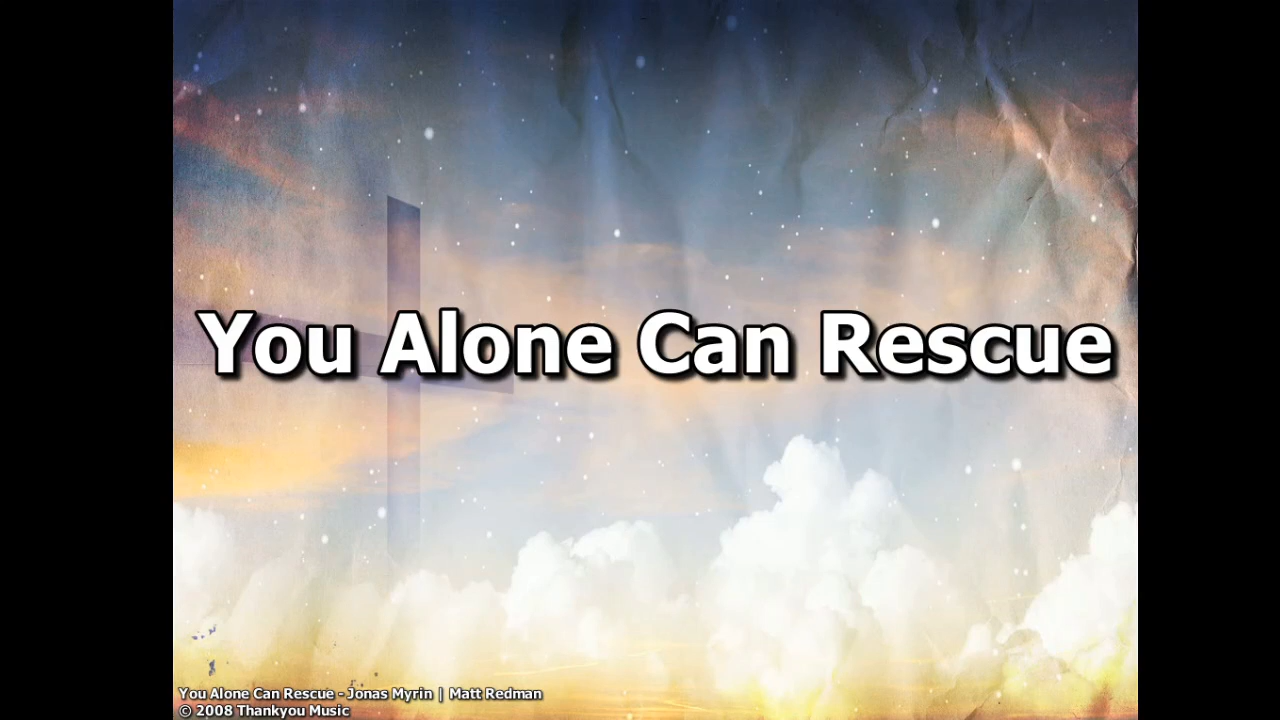 You Alone Can Rescue
You Alone Can Rescue - Jonas Myrin | Matt Redman
© 2008 Thankyou Music